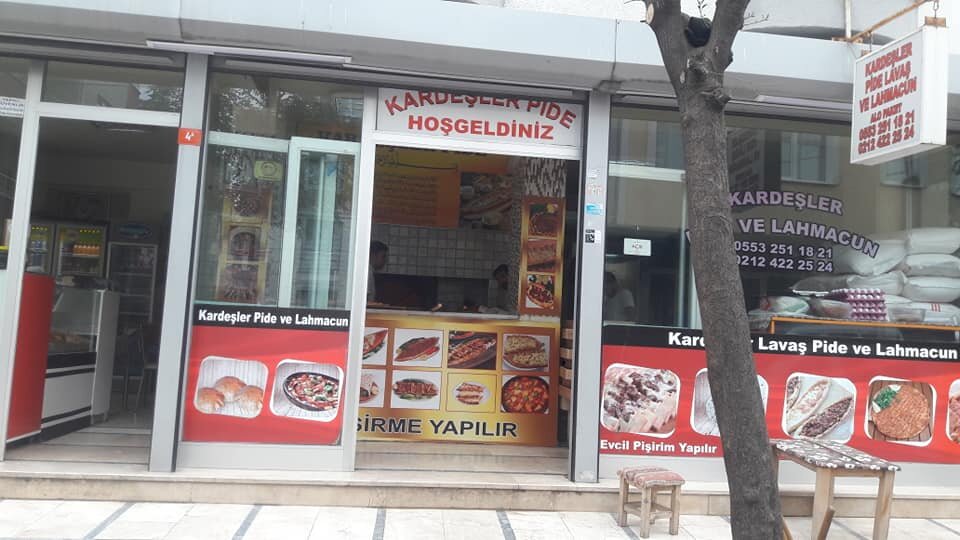 4A
KARDEŞLER PİDE
HOŞGELDİNİZ
KARDEŞLER
PİDE LAVAŞ
VE LAHMACUN
ALO PAKET
0553 251 18 21
0212 422 25 24
KARDEŞLER
VE LAHMACUN
0553 251 18 21
0212 422 25 24
AÇIK
Kardeşler Pide ve Lahmacun
ŞİRME YAPILIR
Lavaş Pide ve Lahmacun
Evcil Pişirim Yapılır